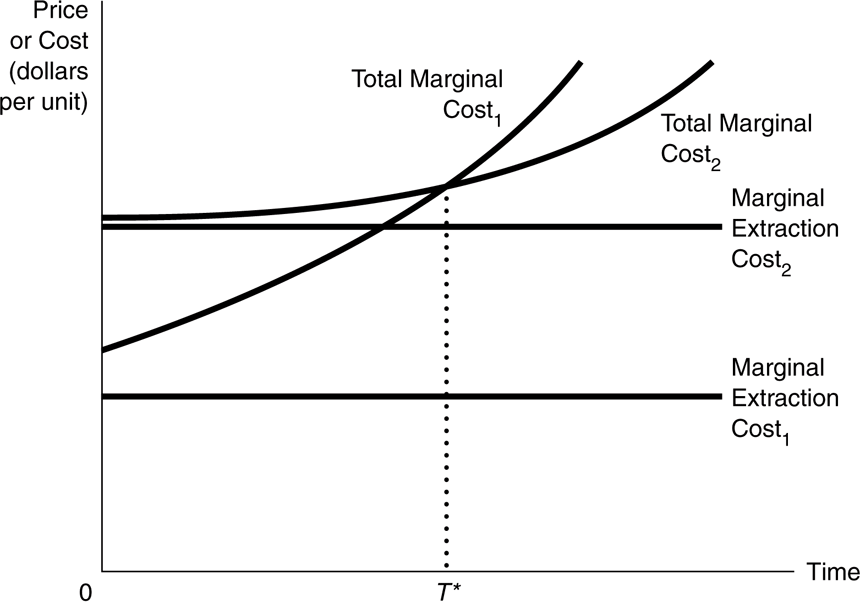 Price
or Cost
(dollars
per unit)
Total Marginal
Cost1
Total Marginal
Cost2
Marginal
Extraction
Cost2
Marginal
Extraction
Cost1
0
T*
Time